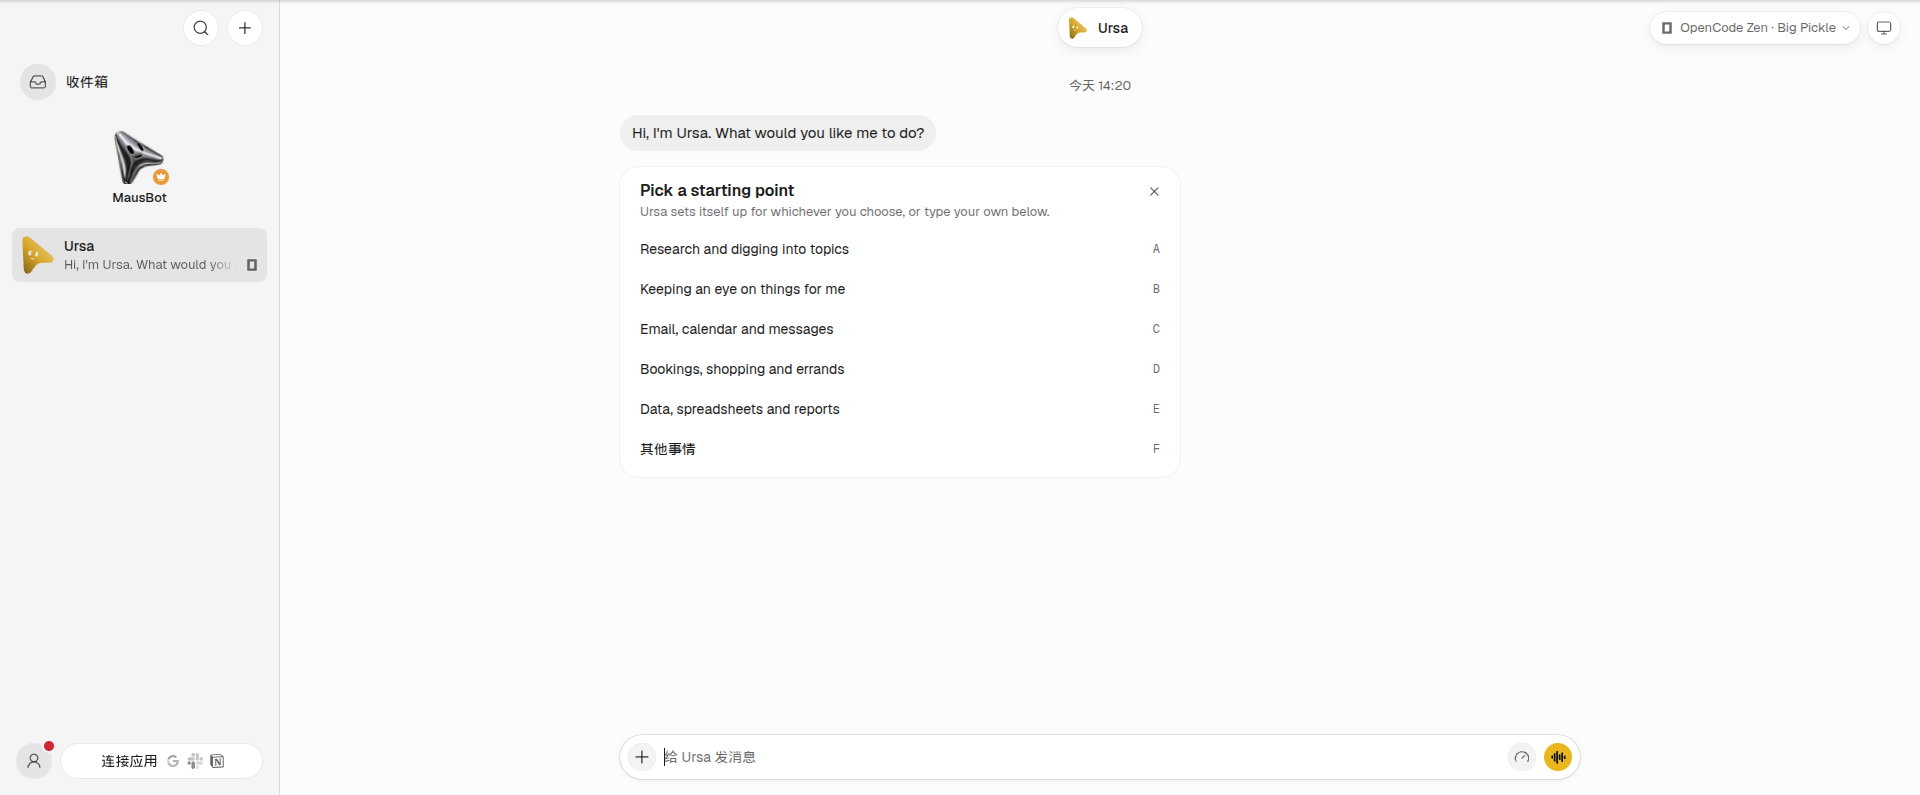 收件箱
MausBot
Ursa
Hi, I'm Ursa. What would you
连接应用
Ursa
OpenCode Zen · Big Pickle
今天 14:20
Hi, I'm Ursa. What would you like me to do?
Pick a starting point
Ursa sets itself up for whichever you choose, or type your own below.
Research and digging into topics A
Keeping an eye on things for me B
Email, calendar and messages C
Bookings, shopping and errands D
Data, spreadsheets and reports E
其他事情 F
给 Ursa 发消息